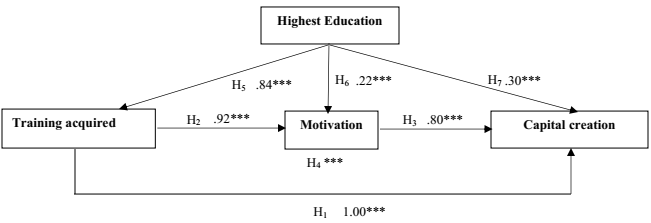 Highest Education
H₅ .84***
H₆ .22***
H₇ .30***
Training acquired
H₂ .92***
Motivation
H₃ .80***
Capital creation
H₄ ***
H₁ 1.00***